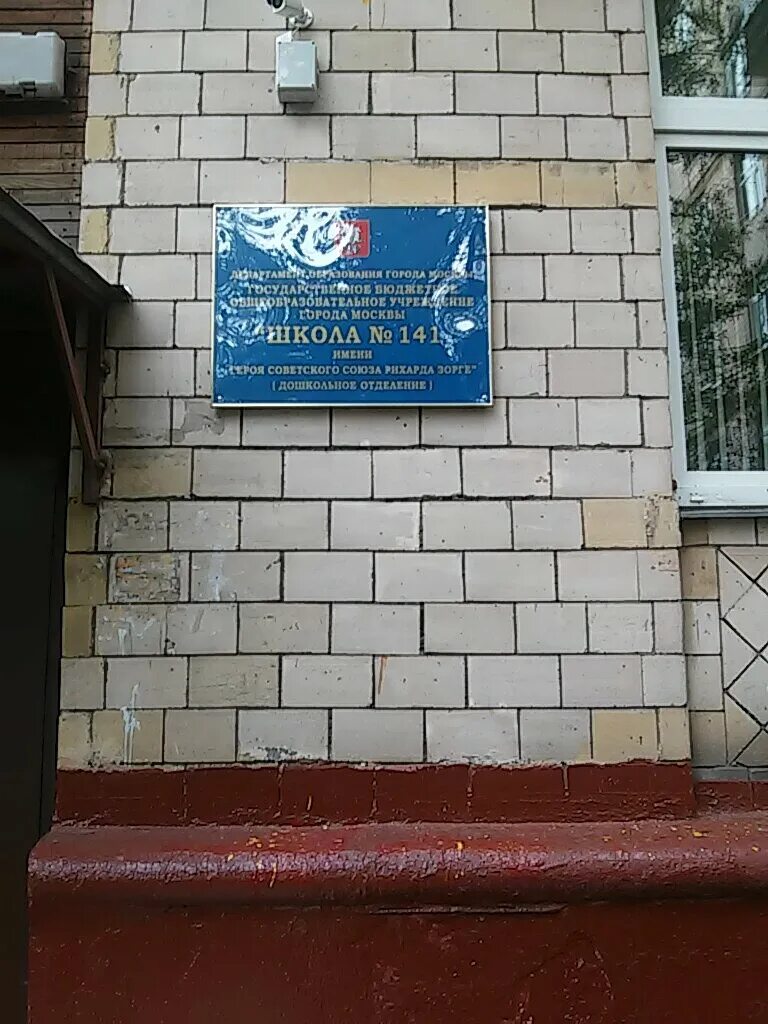 ДЕПАРТАМЕНТ ОБРАЗОВАНИЯ ГОРОДА МОСКВЫ
ГОСУДАРСТВЕННОЕ БЮДЖЕТНОЕ
ОБЩЕОБРАЗОВАТЕЛЬНОЕ УЧРЕЖДЕНИЕ
ГОРОДА МОСКВЫ
"ШКОЛА № 141
ИМЕНИ
ГЕРОЯ СОВЕТСКОГО СОЮЗА РИХАРДА ЗОРГЕ"
( ДОШКОЛЬНОЕ ОТДЕЛЕНИЕ )